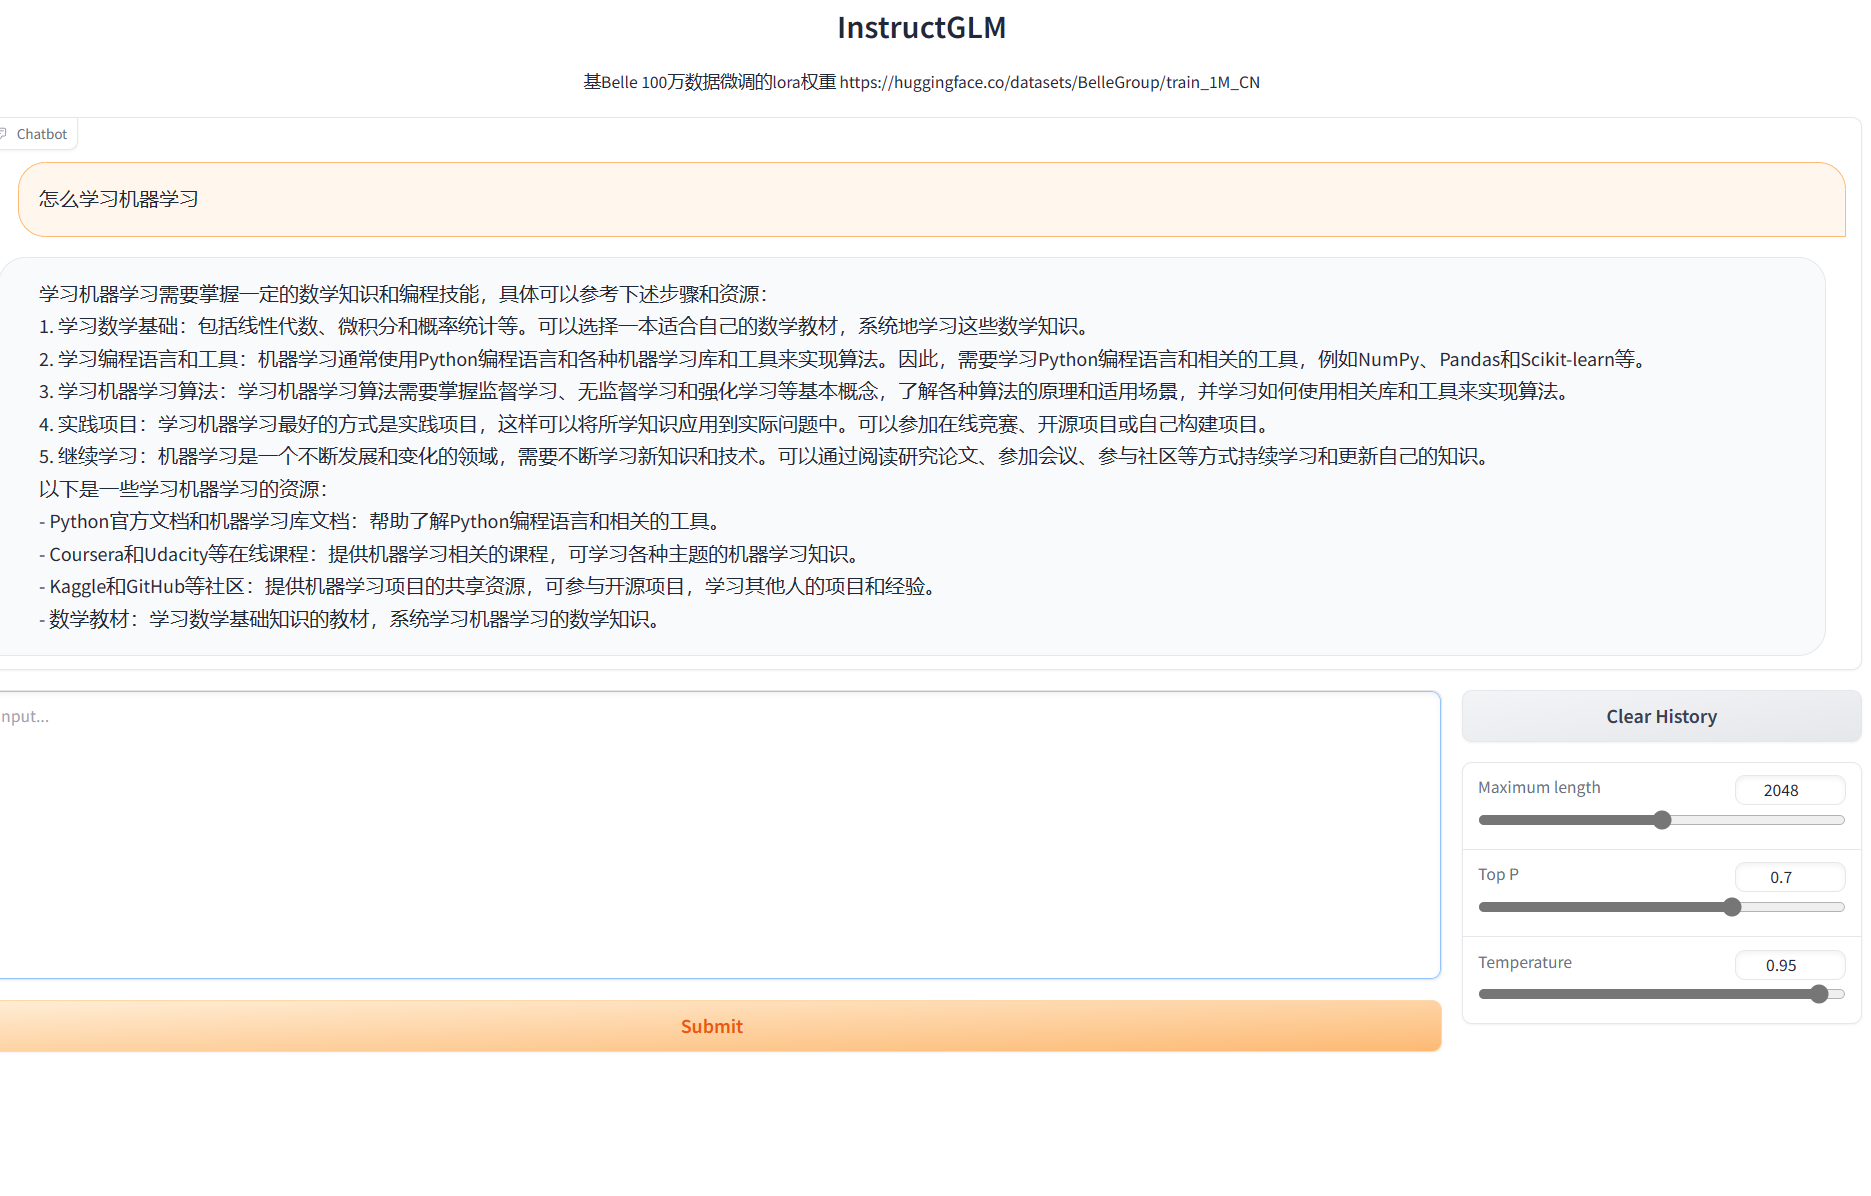 InstructGLM
基Belle 100万数据微调的lora权重 https://huggingface.co/datasets/BelleGroup/train_1M_CN
Chatbot
怎么学习机器学习
学习机器学习需要掌握一定的数学知识和编程技能，具体可以参考下述步骤和资源：
1. 学习数学基础：包括线性代数、微积分和概率统计等。可以选择一本适合自己的数学教材，系统地学习这些数学知识。
2. 学习编程语言和工具：机器学习通常使用Python编程语言和各种机器学习库和工具来实现算法。因此，需要学习Python编程语言和相关的工具，例如NumPy、Pandas和Scikit-learn等。
3. 学习机器学习算法：学习机器学习算法需要掌握监督学习、无监督学习和强化学习等基本概念，了解各种算法的原理和适用场景，并学习如何使用相关库和工具来实现算法。
4. 实践项目：学习机器学习最好的方式是实践项目，这样可以将所学知识应用到实际问题中。可以参加在线竞赛、开源项目或自己构建项目。
5. 继续学习：机器学习是一个不断发展和变化的领域，需要不断学习新知识和技术。可以通过阅读研究论文、参加会议、参与社区等方式持续学习和更新自己的知识。
以下是一些学习机器学习的资源：
- Python官方文档和机器学习库文档：帮助了解Python编程语言和相关的工具。
- Coursera和Udacity等在线课程：提供机器学习相关的课程，可学习各种主题的机器学习知识。
- Kaggle和GitHub等社区：提供机器学习项目的共享资源，可参与开源项目，学习其他人的项目和经验。
- 数学教材：学习数学基础知识的教材，系统学习机器学习的数学知识。
nput...
Submit
Clear History
Maximum length
2048
Top P
0.7
Temperature
0.95